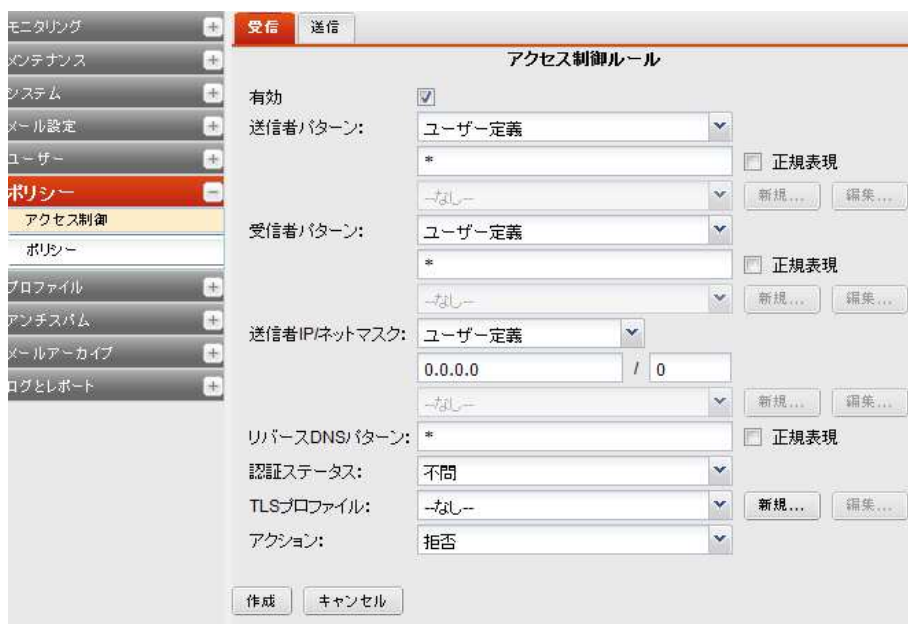 モニタリング
メンテナンス
システム
メール設定
ユーザー
ポリシー
アクセス制御
ポリシー
プロファイル
アンチスパム
メールアーカイブ
ログとレポート
受信 送信
アクセス制御ルール
有効
送信者パターン: ユーザー定義
* 正規表現
--なし-- 新規... 編集...
受信者パターン: ユーザー定義
* 正規表現
--なし-- 新規... 編集...
送信者IP/ネットマスク: ユーザー定義
0.0.0.0 / 0
--なし-- 新規... 編集...
リバースDNSパターン: * 正規表現
認証ステータス: 不問
TLSプロファイル: --なし-- 新規... 編集...
アクション: 拒否
作成 キャンセル